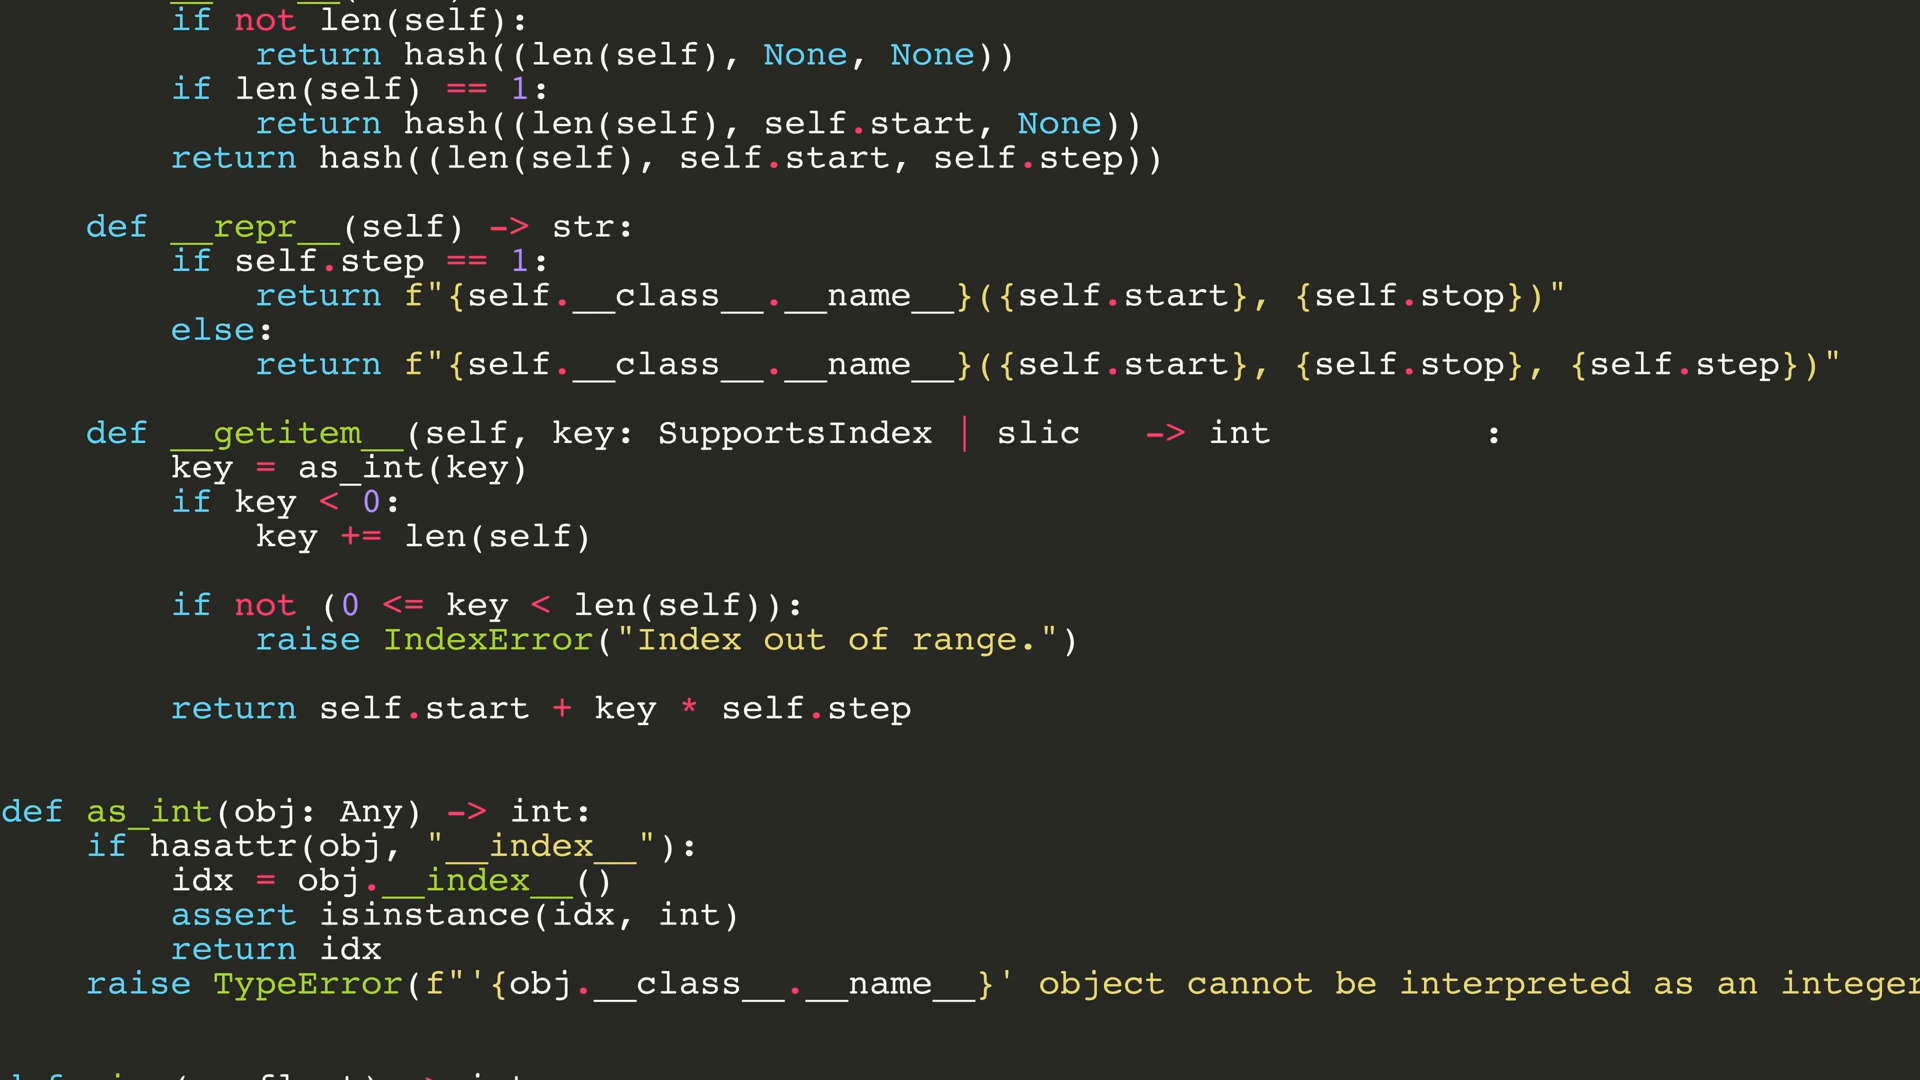 if not len(self):
return hash((len(self), None, None))
if len(self) == 1:
return hash((len(self), self.start, None))
return hash((len(self), self.start, self.step))
def __repr__(self) -> str:
if self.step == 1:
return f"{self.__class__.__name__}({self.start}, {self.stop})"
else:
return f"{self.__class__.__name__}({self.start}, {self.stop}, {self.step})"
def __getitem__(self, key: SupportsIndex | slic -> int :
key = as_int(key)
if key < 0:
key += len(self)
if not (0 <= key < len(self)):
raise IndexError("Index out of range.")
return self.start + key * self.step
def as_int(obj: Any) -> int:
if hasattr(obj, "__index__"):
idx = obj.__index__()
assert isinstance(idx, int)
return idx
raise TypeError(f"'{obj.__class__.__name__}' object cannot be interpreted as an integer